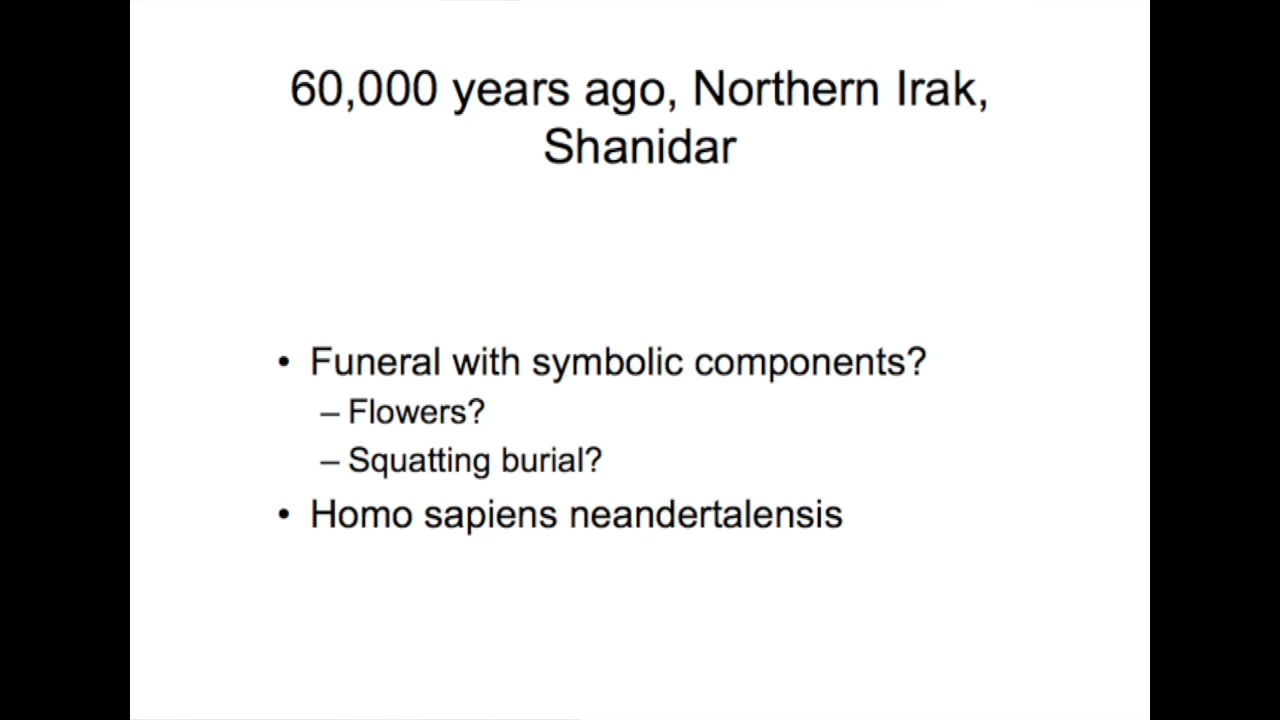 60,000 years ago, Northern Irak,
Shanidar
• Funeral with symbolic components?
– Flowers?
– Squatting burial?
• Homo sapiens neandertalensis